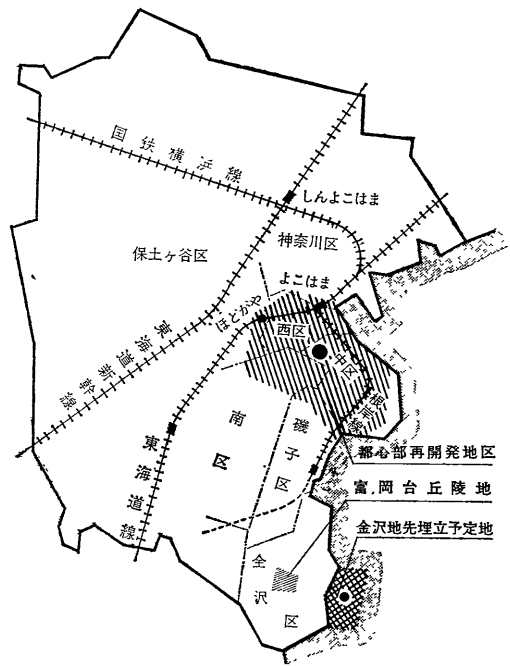 国鉄横浜線
しんよこはま
神奈川区
保土ヶ谷区
よこはま
ほどがや
西区
中区
東海道新幹線
根岸線
南区
磯子区
東海道線
都心部再開発地区
富岡台丘陵地
金沢地先埋立予定地
金沢区